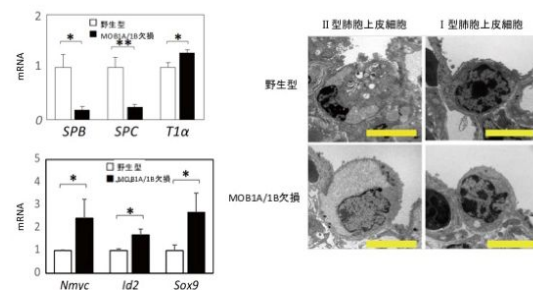 mRNA
2
1
0
野生型
MOB1A/1B欠損
*
**
*
SPB
SPC
T1α
mRNA
5
4
3
2
1
0
野生型
MOB1A/1B欠損
*
*
*
Nmyc
Id2
Sox9
II型肺胞上皮細胞
I 型肺胞上皮細胞
野生型
MOB1A/1B欠損